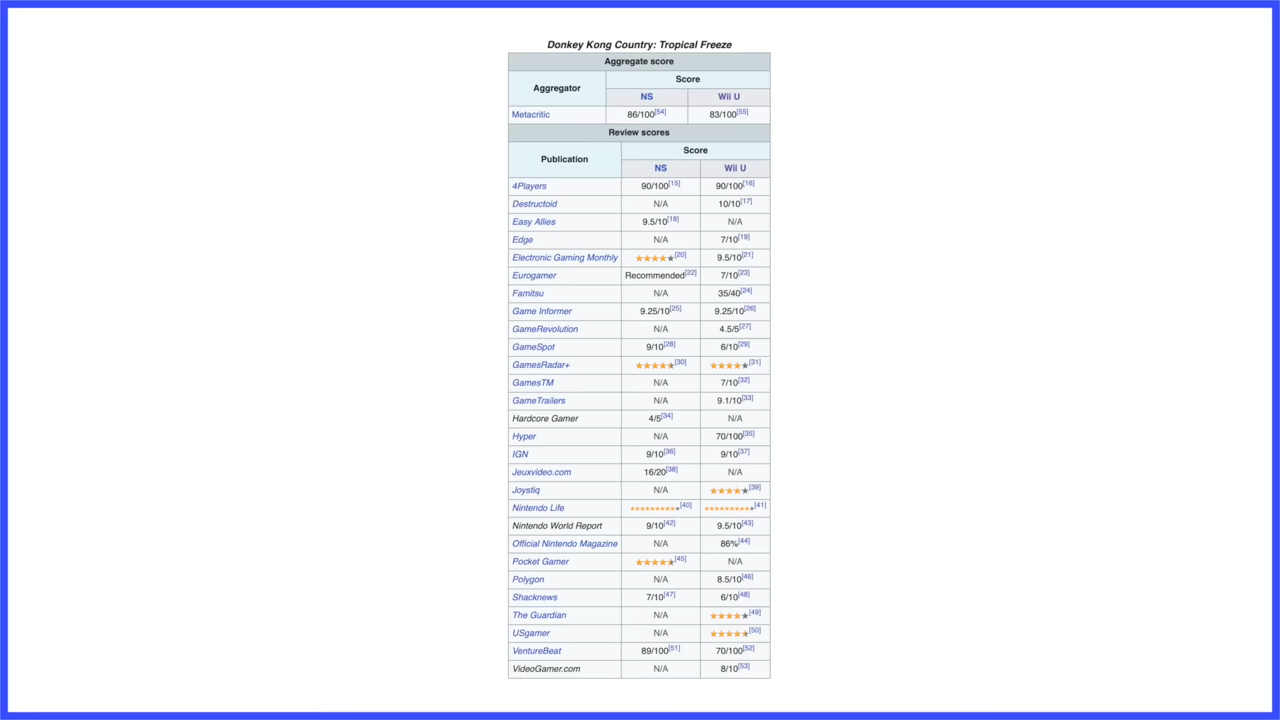 Donkey Kong Country: Tropical Freeze
Aggregate score
Aggregator Score
NS Wii U
Metacritic 86/100[54] 83/100[55]
Review scores
Publication Score
NS Wii U
4Players 90/100[15] 90/100[16]
Destructoid N/A 10/10[17]
Easy Allies 9.5/10[18] N/A
Edge N/A 7/10[19]
Electronic Gaming Monthly ★★★★★[20] 9.5/10[21]
Eurogamer Recommended[22] 7/10[23]
Famitsu N/A 35/40[24]
Game Informer 9.25/10[25] 9.25/10[26]
GameRevolution N/A 4.5/5[27]
GameSpot 9/10[28] 6/10[29]
GamesRadar+ ★★★★★[30] ★★★★★[31]
GamesTM N/A 7/10[32]
GameTrailers N/A 9.1/10[33]
Hardcore Gamer 4/5[34] N/A
Hyper N/A 70/100[35]
IGN 9/10[36] 9/10[37]
Jeuxvideo.com 16/20[38] N/A
Joystiq N/A ★★★★★[39]
Nintendo Life ★★★★★★★★★★[40] ★★★★★★★★★★[41]
Nintendo World Report 9/10[42] 9.5/10[43]
Official Nintendo Magazine N/A 86%[44]
Pocket Gamer ★★★★★[45] N/A
Polygon N/A 8.5/10[46]
Shacknews 7/10[47] 6/10[48]
The Guardian N/A ★★★★★[49]
USgamer N/A ★★★★★[50]
VentureBeat 89/100[51] 70/100[52]
VideoGamer.com N/A 8/10[53]